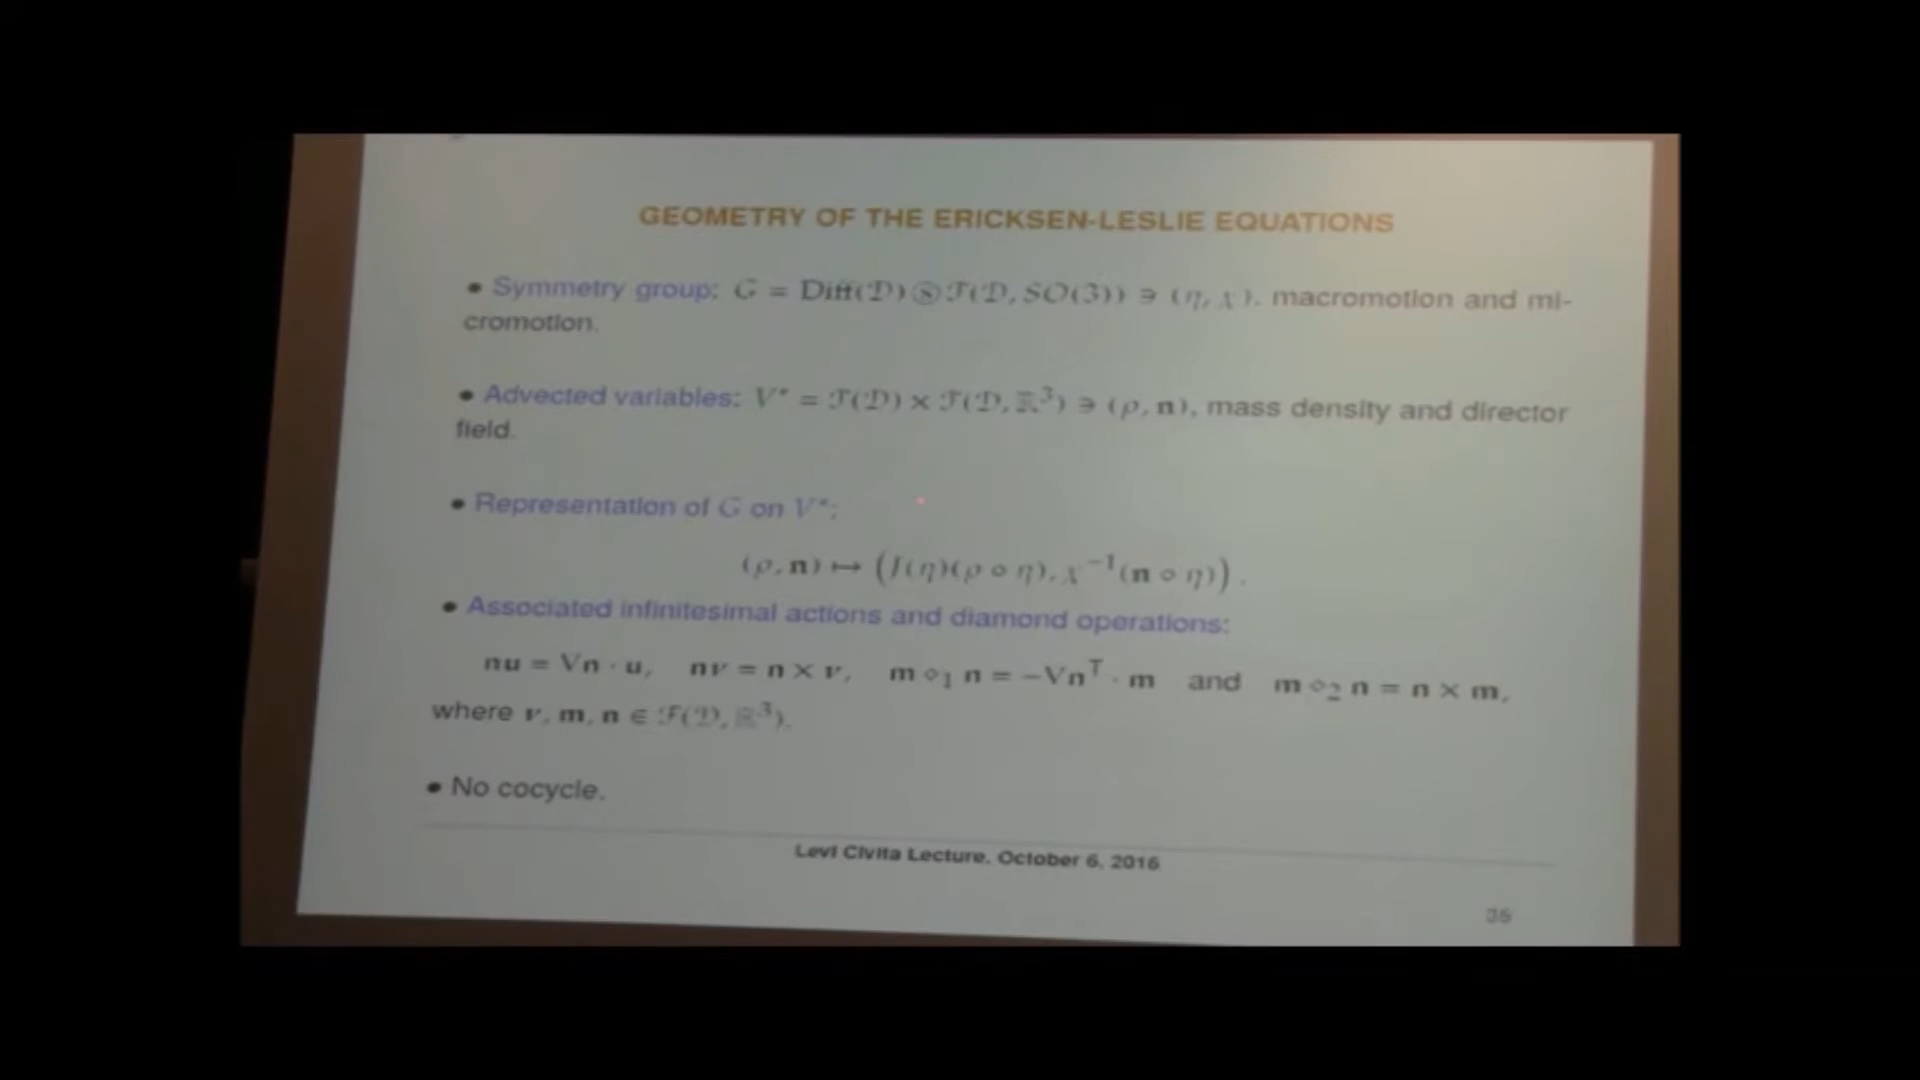 GEOMETRY OF THE ERICKSEN-LESLIE EQUATIONS
• Symmetry group: G = Diff(𝒟) ⓢ ℱ(𝒟, SO(3)) ∋ (η, χ), macromotion and mi-
cromotion.
• Advected variables: V* = ℱ(𝒟) × ℱ(𝒟, ℝ³) ∋ (ρ, n), mass density and director
field.
• Representation of G on V*:
(ρ, n) ↦ (J(η)(ρ ∘ η), χ⁻¹(n ∘ η)).
• Associated infinitesimal actions and diamond operations:
nu = ∇n · u, nν = n × ν, m ⋄₁ n = −∇nᵀ · m and m ⋄₂ n = n × m,
where ν, m, n ∈ ℱ(𝒟, ℝ³).
• No cocycle.
Levi Civita Lecture, October 6, 2016